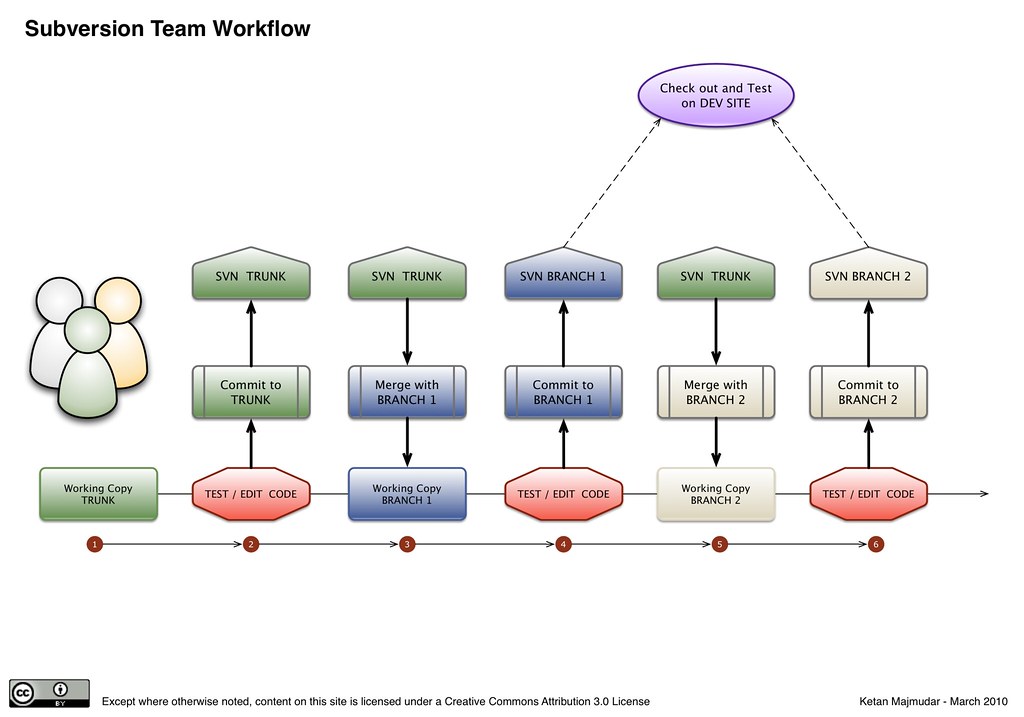 Subversion Team Workflow
Check out and Test
on DEV SITE
SVN TRUNK
SVN TRUNK
SVN BRANCH 1
SVN TRUNK
SVN BRANCH 2
Commit to
TRUNK
Merge with
BRANCH 1
Commit to
BRANCH 1
Merge with
BRANCH 2
Commit to
BRANCH 2
Working Copy
TRUNK
TEST / EDIT CODE
Working Copy
BRANCH 1
TEST / EDIT CODE
Working Copy
BRANCH 2
TEST / EDIT CODE
1
2
3
4
5
6
cc
BY
Except where otherwise noted, content on this site is licensed under a Creative Commons Attribution 3.0 License
Ketan Majmudar - March 2010